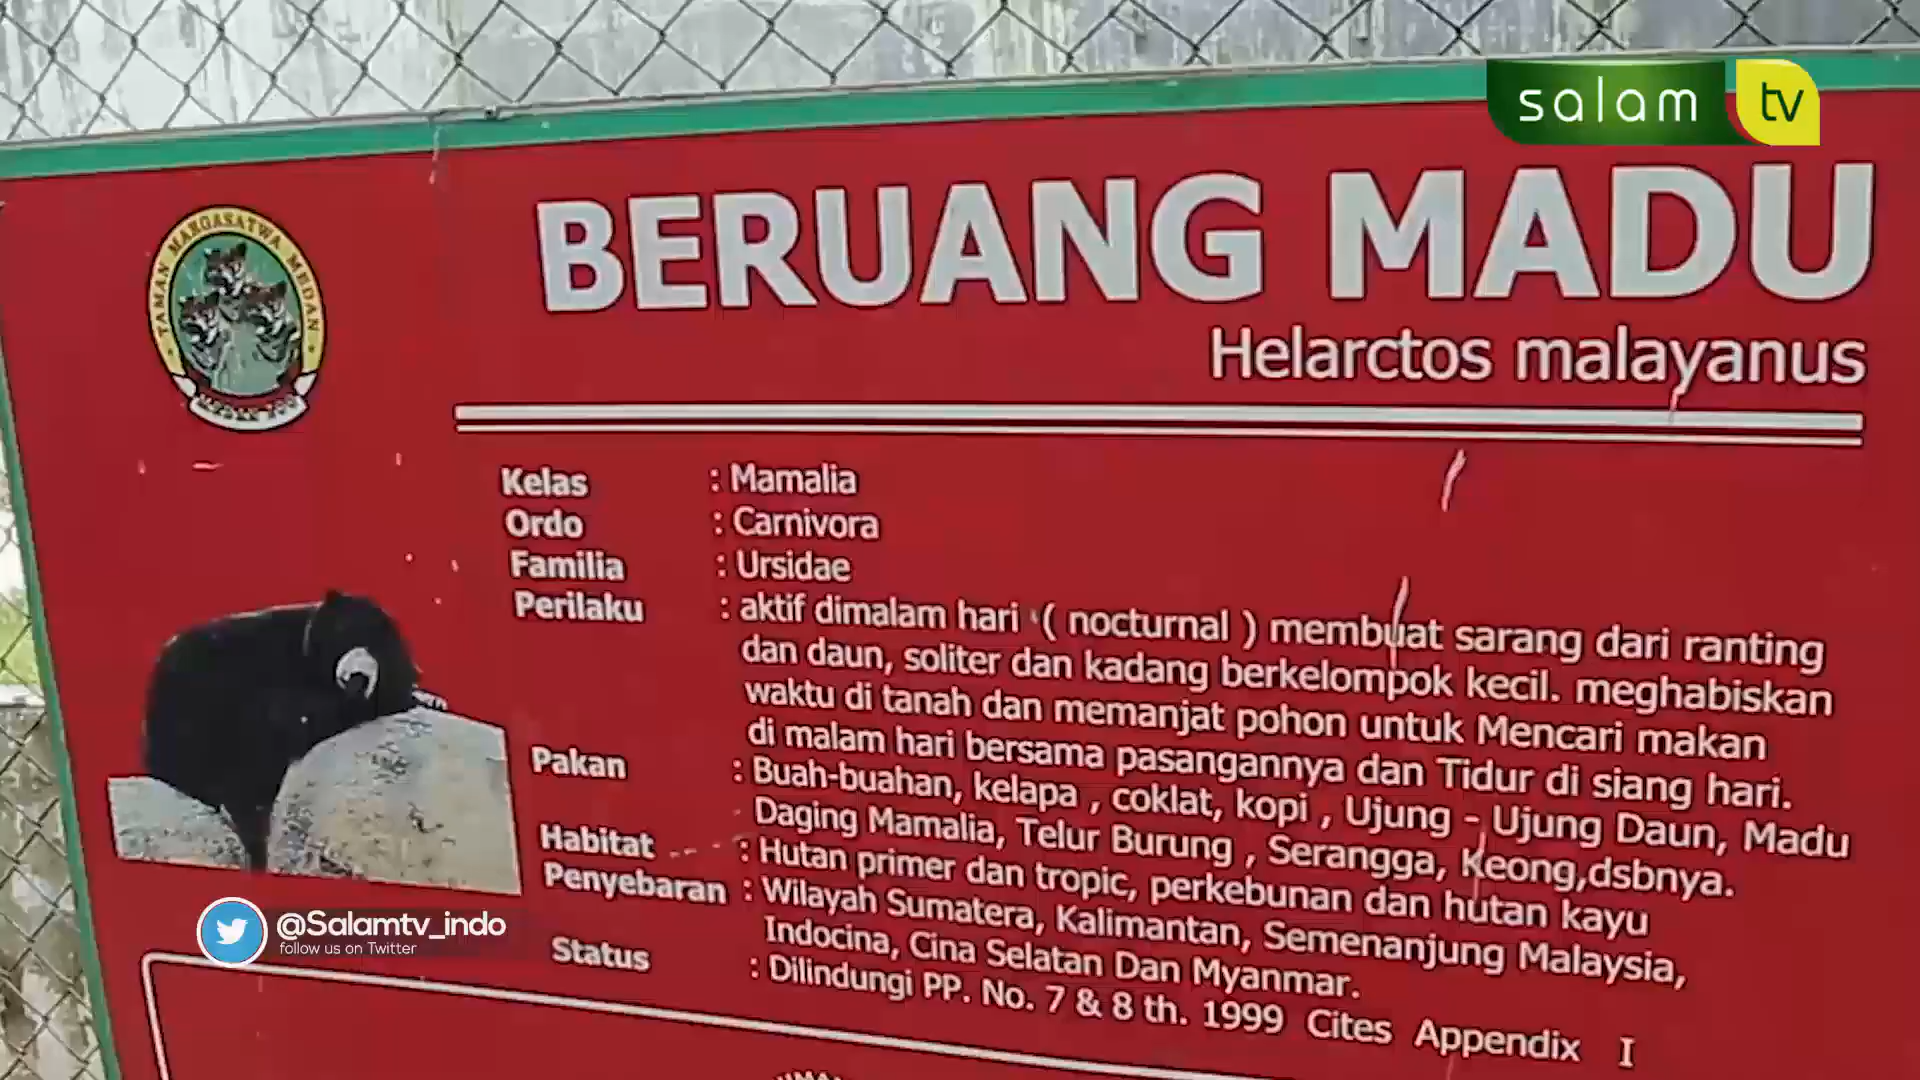 salam tv
TAMAN MARGASATWA MEDAN
MEDAN ZOO
BERUANG MADU
Helarctos malayanus
Kelas : Mamalia
Ordo : Carnivora
Familia : Ursidae
Perilaku : aktif dimalam hari ( nocturnal ) membuat sarang dari ranting
dan daun, soliter dan kadang berkelompok kecil. meghabiskan
waktu di tanah dan memanjat pohon untuk Mencari makan
di malam hari bersama pasangannya dan Tidur di siang hari.
Pakan : Buah-buahan, kelapa , coklat, kopi , Ujung - Ujung Daun, Madu
Daging Mamalia, Telur Burung , Serangga, Keong,dsbnya.
Habitat : Hutan primer dan tropic, perkebunan dan hutan kayu
Penyebaran : Wilayah Sumatera, Kalimantan, Semenanjung Malaysia,
Indocina, Cina Selatan Dan Myanmar.
Status : Dilindungi PP. No. 7 & 8 th. 1999 Cites Appendix I
@Salamtv_indo
follow us on Twitter